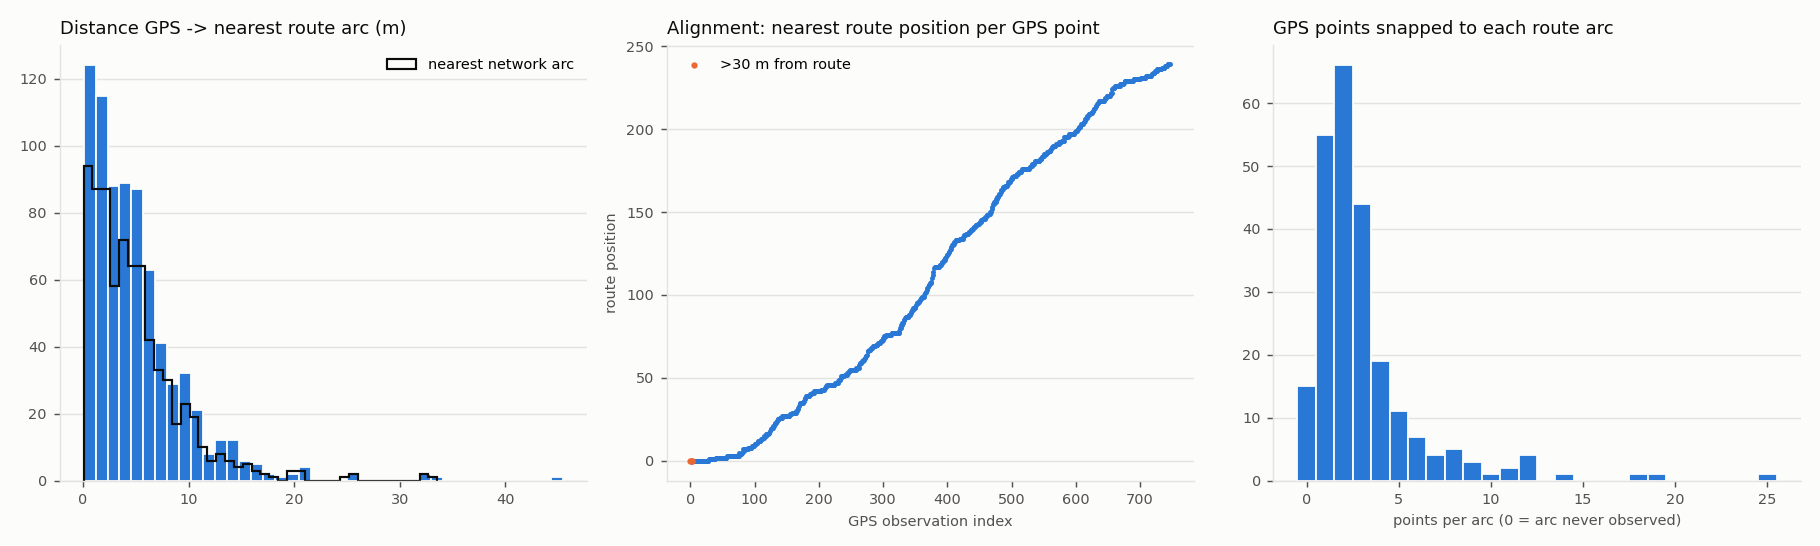 Distance GPS -> nearest route arc (m)
nearest network arc
120
100
80
60
40
20
0
0 10 20 30 40
Alignment: nearest route position per GPS point
>30 m from route
route position
250
200
150
100
50
0
0 100 200 300 400 500 600 700
GPS observation index
GPS points snapped to each route arc
60
50
40
30
20
10
0
0 5 10 15 20 25
points per arc (0 = arc never observed)